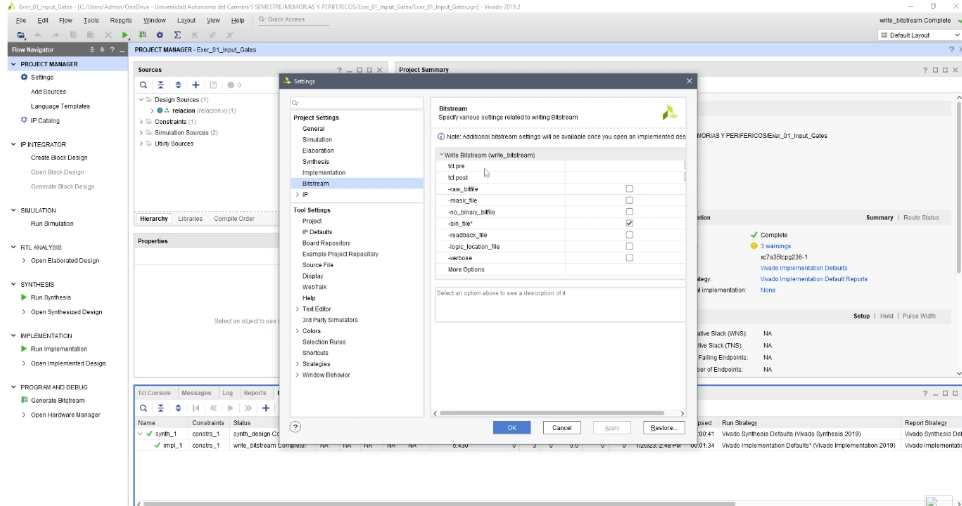 Exer_01_Input_Gates - [C:/Users/Admin/OneDrive - Universidad Autonoma del Carmen/5 SEMESTRE/MEMORIAS Y PERIFERICOS/Exer_01_Input_Gates/Exer_01_Input_Gates.xpr] - Vivado 2019.2
File Edit Flow Tools Reports Window Layout View Help Quick Access
write_bitstream Complete
Default Layout
Flow Navigator
PROJECT MANAGER - Exer_01_Input_Gates
PROJECT MANAGER
Settings
Add Sources
Language Templates
IP Catalog
IP INTEGRATOR
Create Block Design
Open Block Design
Generate Block Design
SIMULATION
Run Simulation
RTL ANALYSIS
Open Elaborated Design
SYNTHESIS
Run Synthesis
Open Synthesized Design
IMPLEMENTATION
Run Implementation
Open Implemented Design
PROGRAM AND DEBUG
Generate Bitstream
Open Hardware Manager
Sources
0
Design Sources (1)
relacion (relacion.v) (1)
Constraints (1)
Simulation Sources (2)
Utility Sources
Hierarchy Libraries Compile Order
Properties
Select an object to see
Settings
Project Settings
General
Simulation
Elaboration
Synthesis
Implementation
Bitstream
IP
Tool Settings
Project
IP Defaults
Board Repository
Example Project Repository
Source File
Display
WebTalk
Help
Text Editor
3rd Party Simulators
Colors
Selection Rules
Shortcuts
Strategies
Window Behavior
Bitstream
Specify various settings related to writing Bitstream
Note: Additional bitstream settings will be available once you open an implemented des
Write Bitstream (write_bitstream)
tcl.pre
tcl.post
-raw_bitfile
-mask_file
-no_binary_bitfile
-bin_file*
-readback_file
-logic_location_file
-verbose
More Options
Select an option above to see a description of it
OK Cancel Apply Restore...
Project Summary
MORIAS Y PERIFERICOS/Exer_01_Input_Gates
Summary | Route Status
Complete
3 warnings
xc7a35tcpg236-1
Vivado Implementation Defaults
Vivado Implementation Default Reports
implementation: None
Setup | Hold | Pulse Width
Slack (WNS): NA
Slack (TNS): NA
Failing Endpoints: NA
of Endpoints: NA
Tcl Console Messages Log Reports
Name Constraints Status
Run Strategy Report Strategy
synth_1 constrs_1 synth_design Co
00:41 Vivado Synthesis Defaults (Vivado Synthesis 2019) Vivado Synthesis Def
impl_1 constrs_1 write_bitstream Complete! NA NA NA NA NA
00:01:34 Vivado Implementation Defaults* (Vivado Implementation 2019) Vivado Implementatio